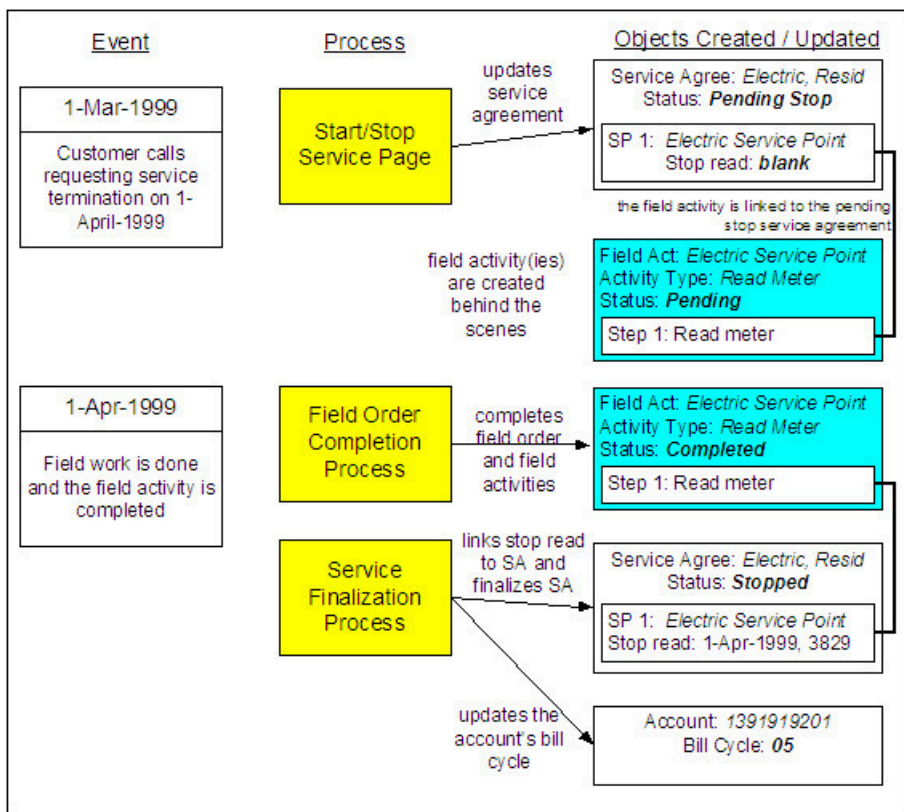 Event
Process
Objects Created / Updated
1-Mar-1999
Customer calls
requesting service
termination on 1-
April-1999
Start/Stop
Service Page
updates
service
agreement
Service Agree: Electric, Resid
Status: Pending Stop
SP 1: Electric Service Point
Stop read: blank
the field activity is linked to the pending
stop service agreement
field activity(ies)
are created
behind the
scenes
Field Act: Electric Service Point
Activity Type: Read Meter
Status: Pending
Step 1: Read meter
1-Apr-1999
Field work is done
and the field activity is
completed
Field Order
Completion
Process
completes
field order
and field
activities
Field Act: Electric Service Point
Activity Type: Read Meter
Status: Completed
Step 1: Read meter
Service
Finalization
Process
links stop read
to SA and
finalizes SA
Service Agree: Electric, Resid
Status: Stopped
SP 1: Electric Service Point
Stop read: 1-Apr-1999, 3829
updates the
account's bill
cycle
Account: 1391919201
Bill Cycle: 05